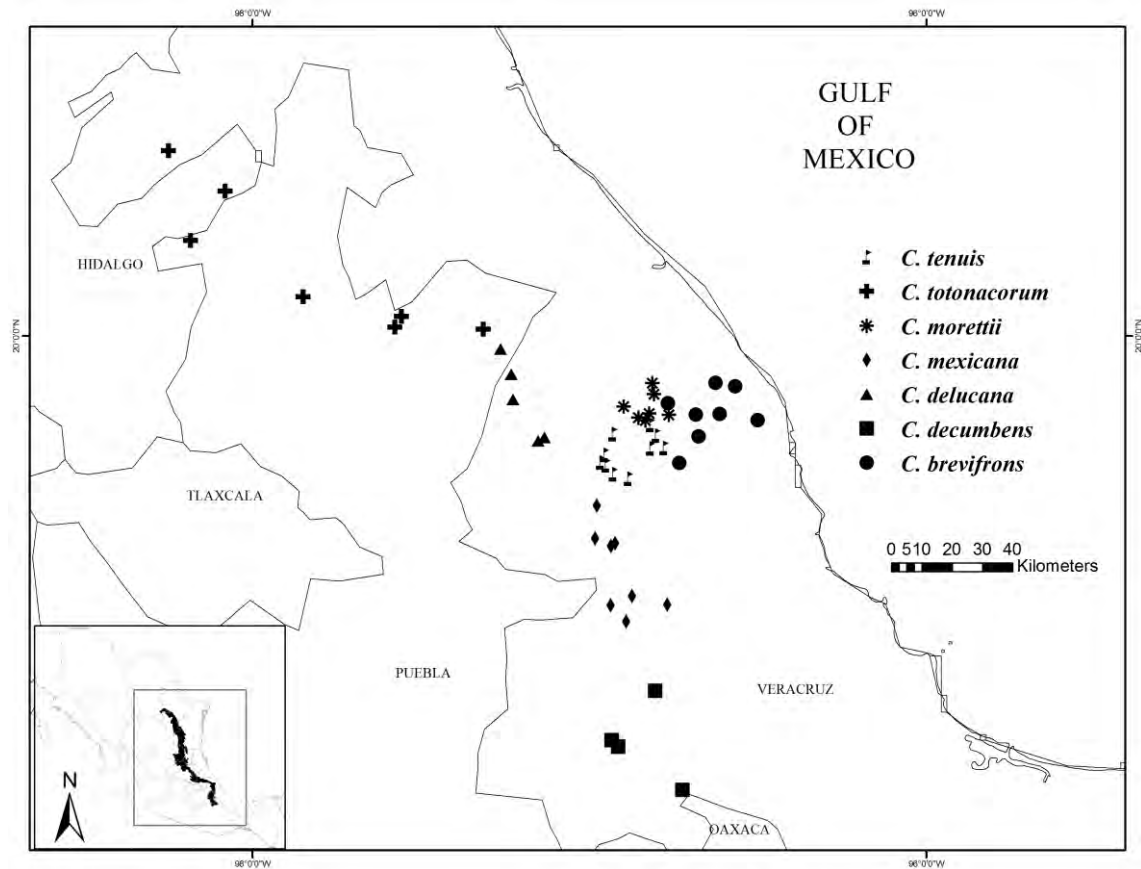 98°0'0"W
96°0'0"W
GULF
OF
MEXICO
HIDALGO
20°0'0"N
20°0'0"N
C. tenuis
C. totonacorum
C. morettii
C. mexicana
C. delucana
C. decumbens
C. brevifrons
TLAXCALA
0 5 10 20 30 40 Kilometers
PUEBLA
VERACRUZ
N
OAXACA
98°0'0"W
96°0'0"W